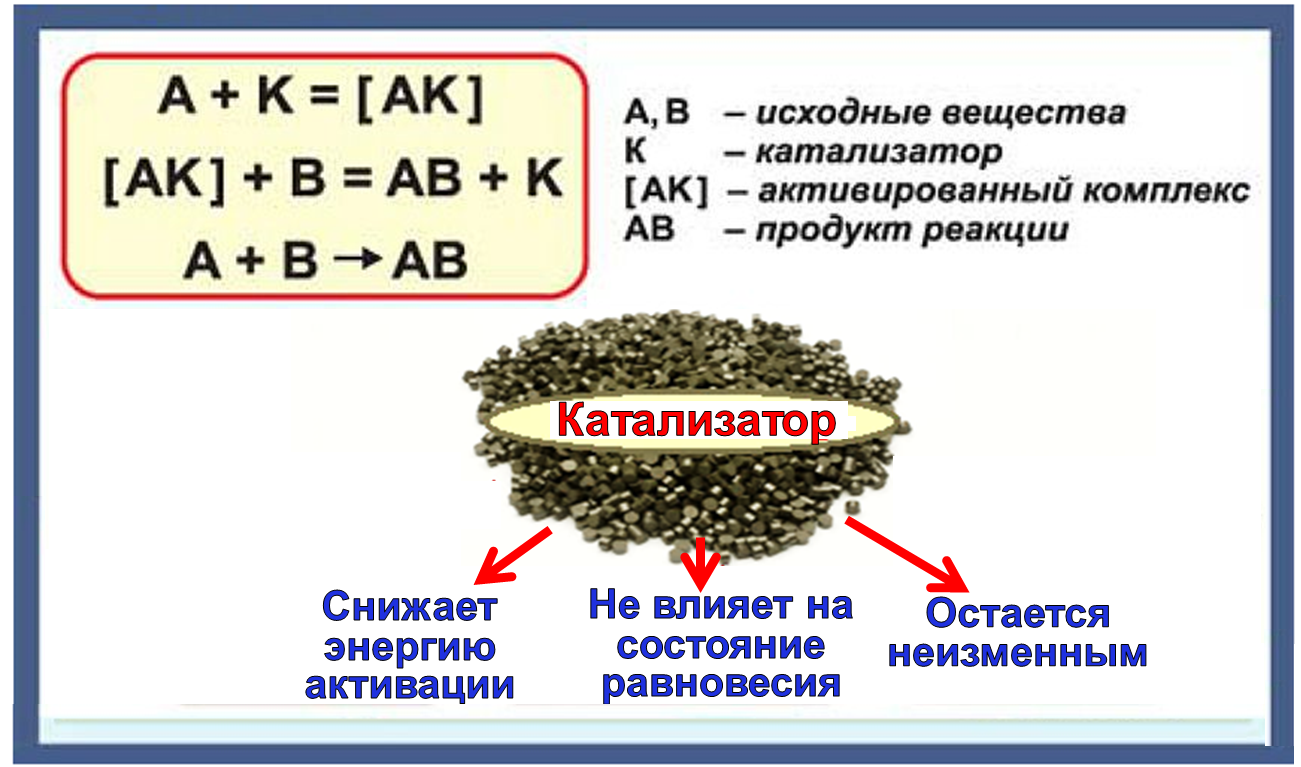 A + K = [AK]
[AK] + B = AB + K
A + B → AB
A, B – исходные вещества
K – катализатор
[AK] – активированный комплекс
AB – продукт реакции
Катализатор
Снижает
энергию
активации
Не влияет на
состояние
равновесия
Остается
неизменным